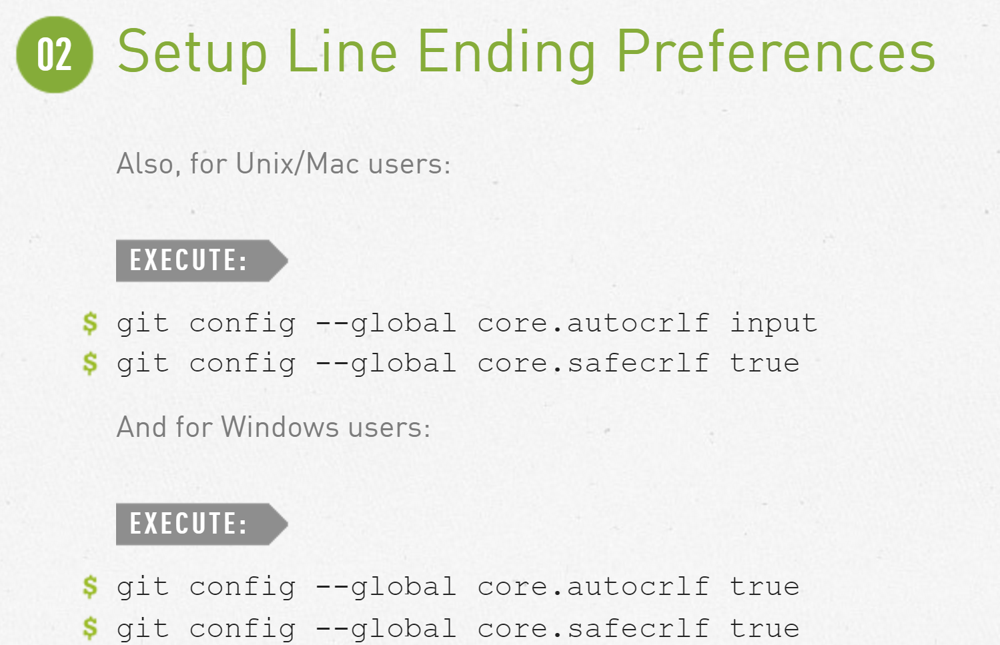 02 Setup Line Ending Preferences
Also, for Unix/Mac users:
EXECUTE:
$ git config --global core.autocrlf input
$ git config --global core.safecrlf true
And for Windows users:
EXECUTE:
$ git config --global core.autocrlf true
$ git config --global core.safecrlf true